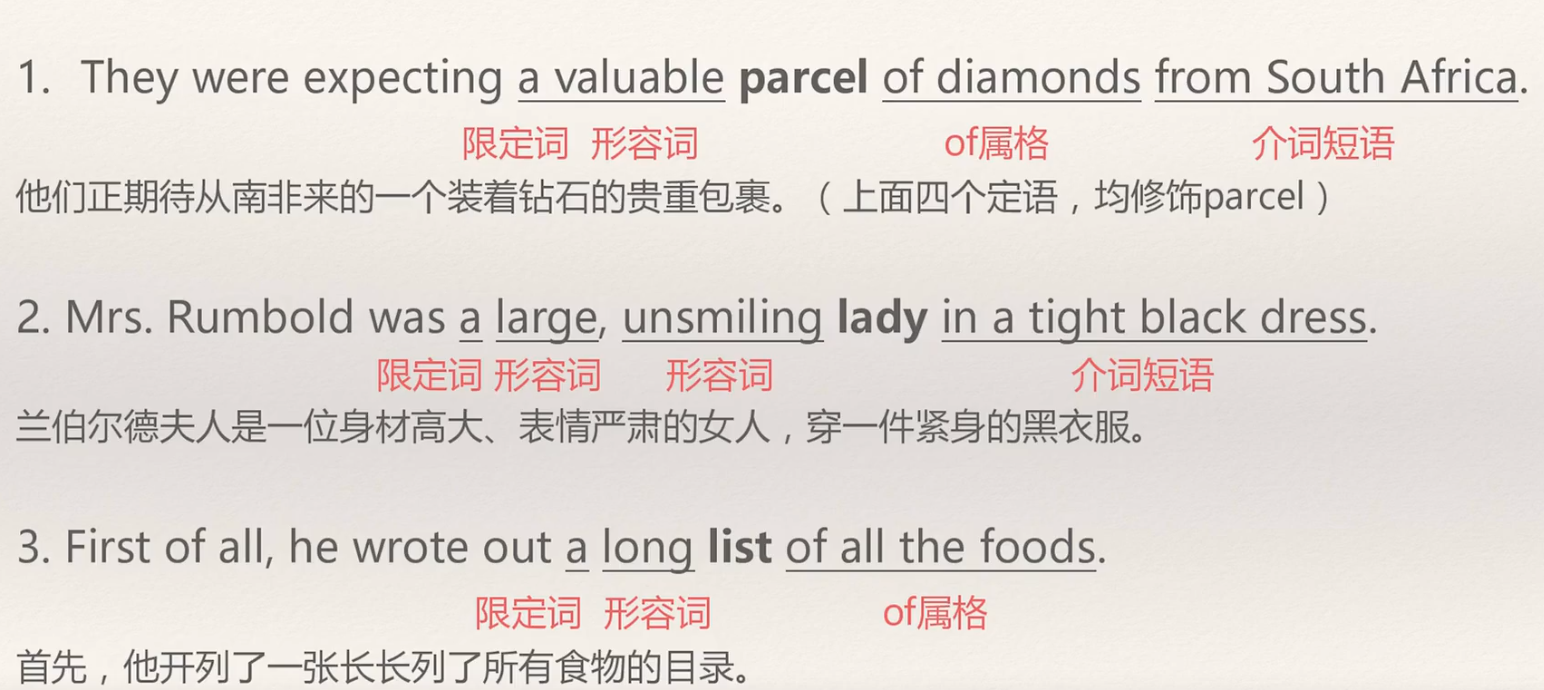 1. They were expecting a valuable parcel of diamonds from South Africa.
限定词 形容词 of属格 介词短语
他们正期待从南非来的一个装着钻石的贵重包裹。（上面四个定语，均修饰parcel）
2. Mrs. Rumbold was a large, unsmiling lady in a tight black dress.
限定词 形容词 形容词 介词短语
兰伯尔德夫人是一位身材高大、表情严肃的女人，穿一件紧身的黑衣服。
3. First of all, he wrote out a long list of all the foods.
限定词 形容词 of属格
首先，他开列了一张长长列了所有食物的目录。